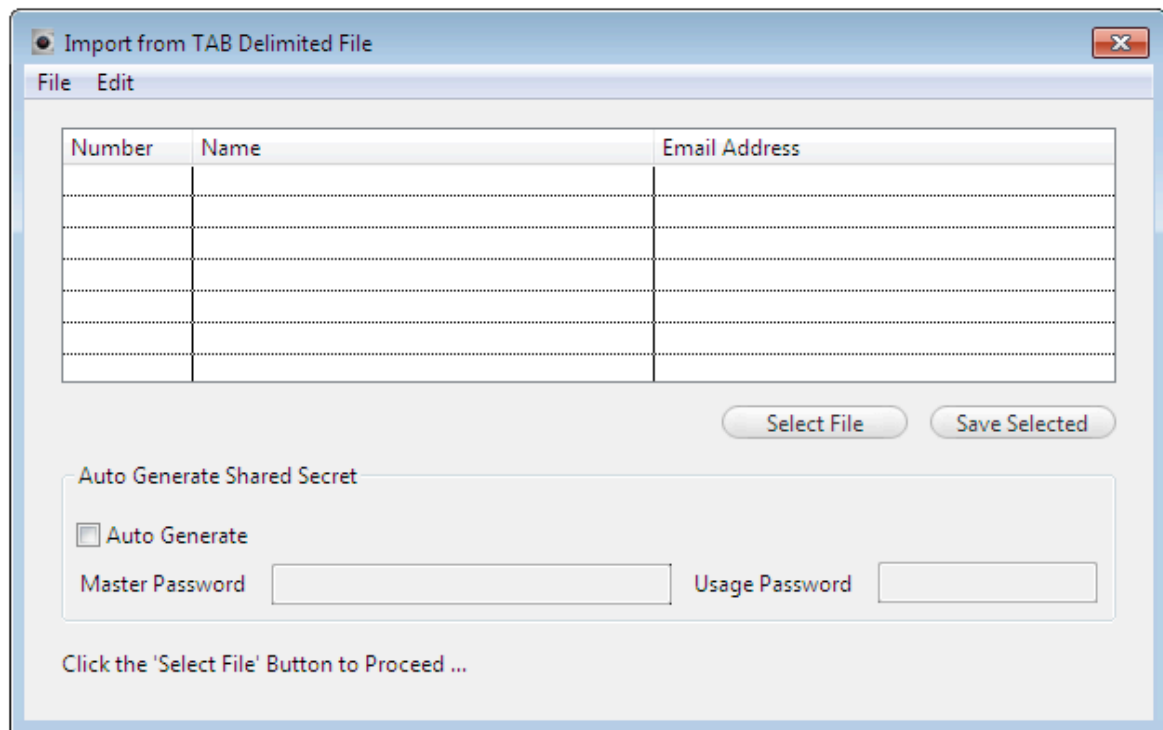 Import from TAB Delimited File
File Edit
Number Name Email Address
Select File Save Selected
Auto Generate Shared Secret
Auto Generate
Master Password Usage Password
Click the 'Select File' Button to Proceed ...